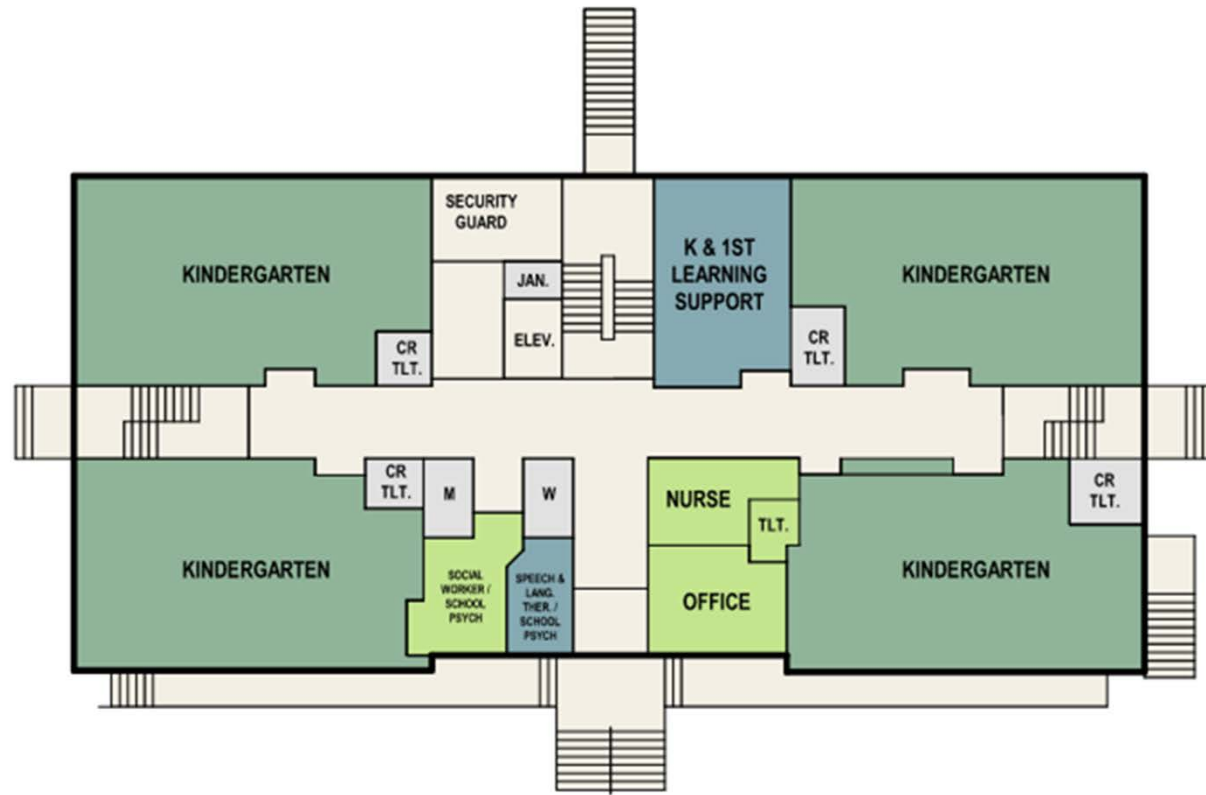 SECURITY
GUARD
KINDERGARTEN
JAN.
ELEV.
CR
TLT.
K & 1ST
LEARNING
SUPPORT
KINDERGARTEN
CR
TLT.
CR
TLT.
M
W
NURSE
TLT.
CR
TLT.
KINDERGARTEN
SOCIAL
WORKER /
SCHOOL
PSYCH
SPEECH &
LANG.
THER. /
SCHOOL
PSYCH
OFFICE
KINDERGARTEN